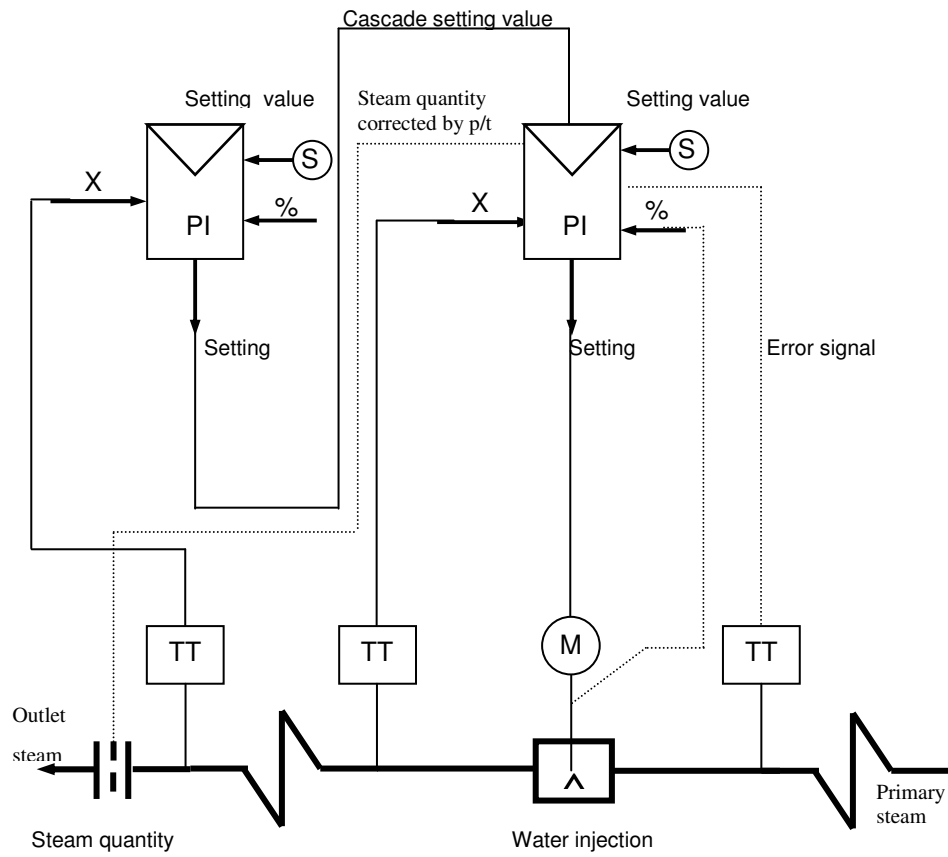 Cascade setting value
Setting value
Steam quantity
corrected by p/t
Setting value
S
S
X
%
X
%
PI
PI
Setting
Setting
Error signal
TT
TT
M
TT
Outlet
steam
Primary
steam
Steam quantity
Water injection